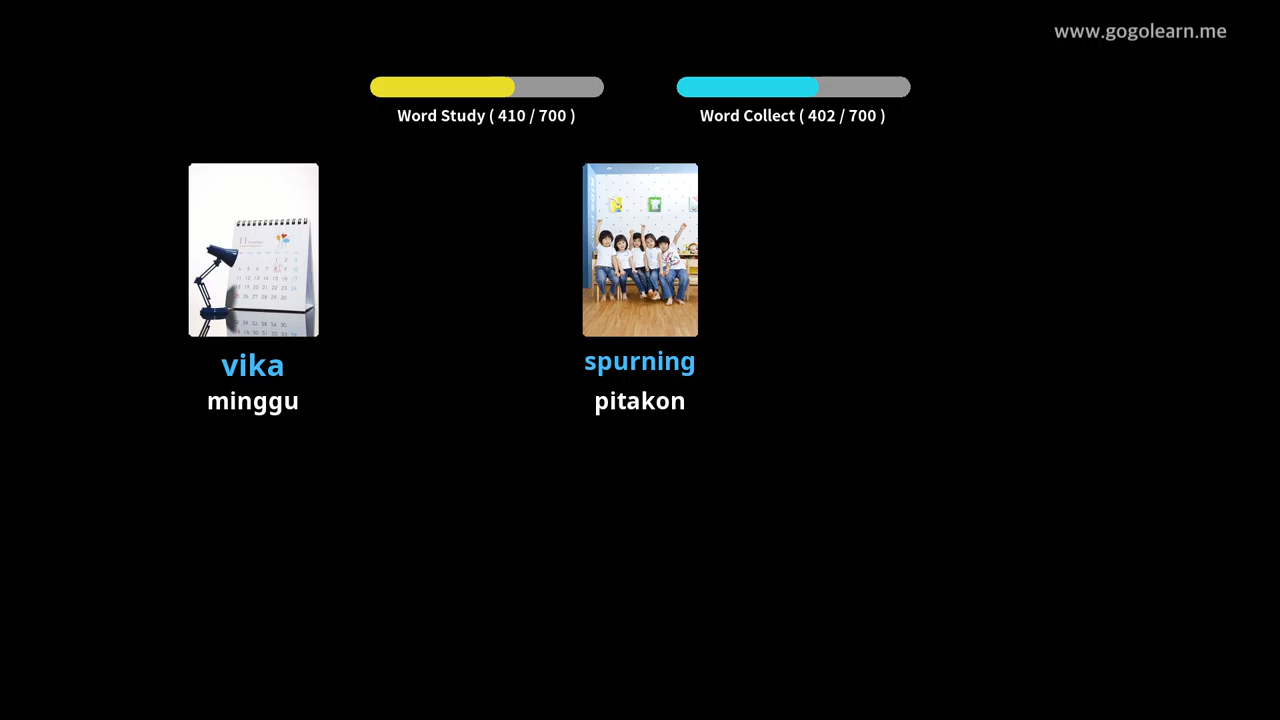 www.gogolearn.me
Word Study ( 410 / 700 )
Word Collect ( 402 / 700 )
vika
minggu
spurning
pitakon